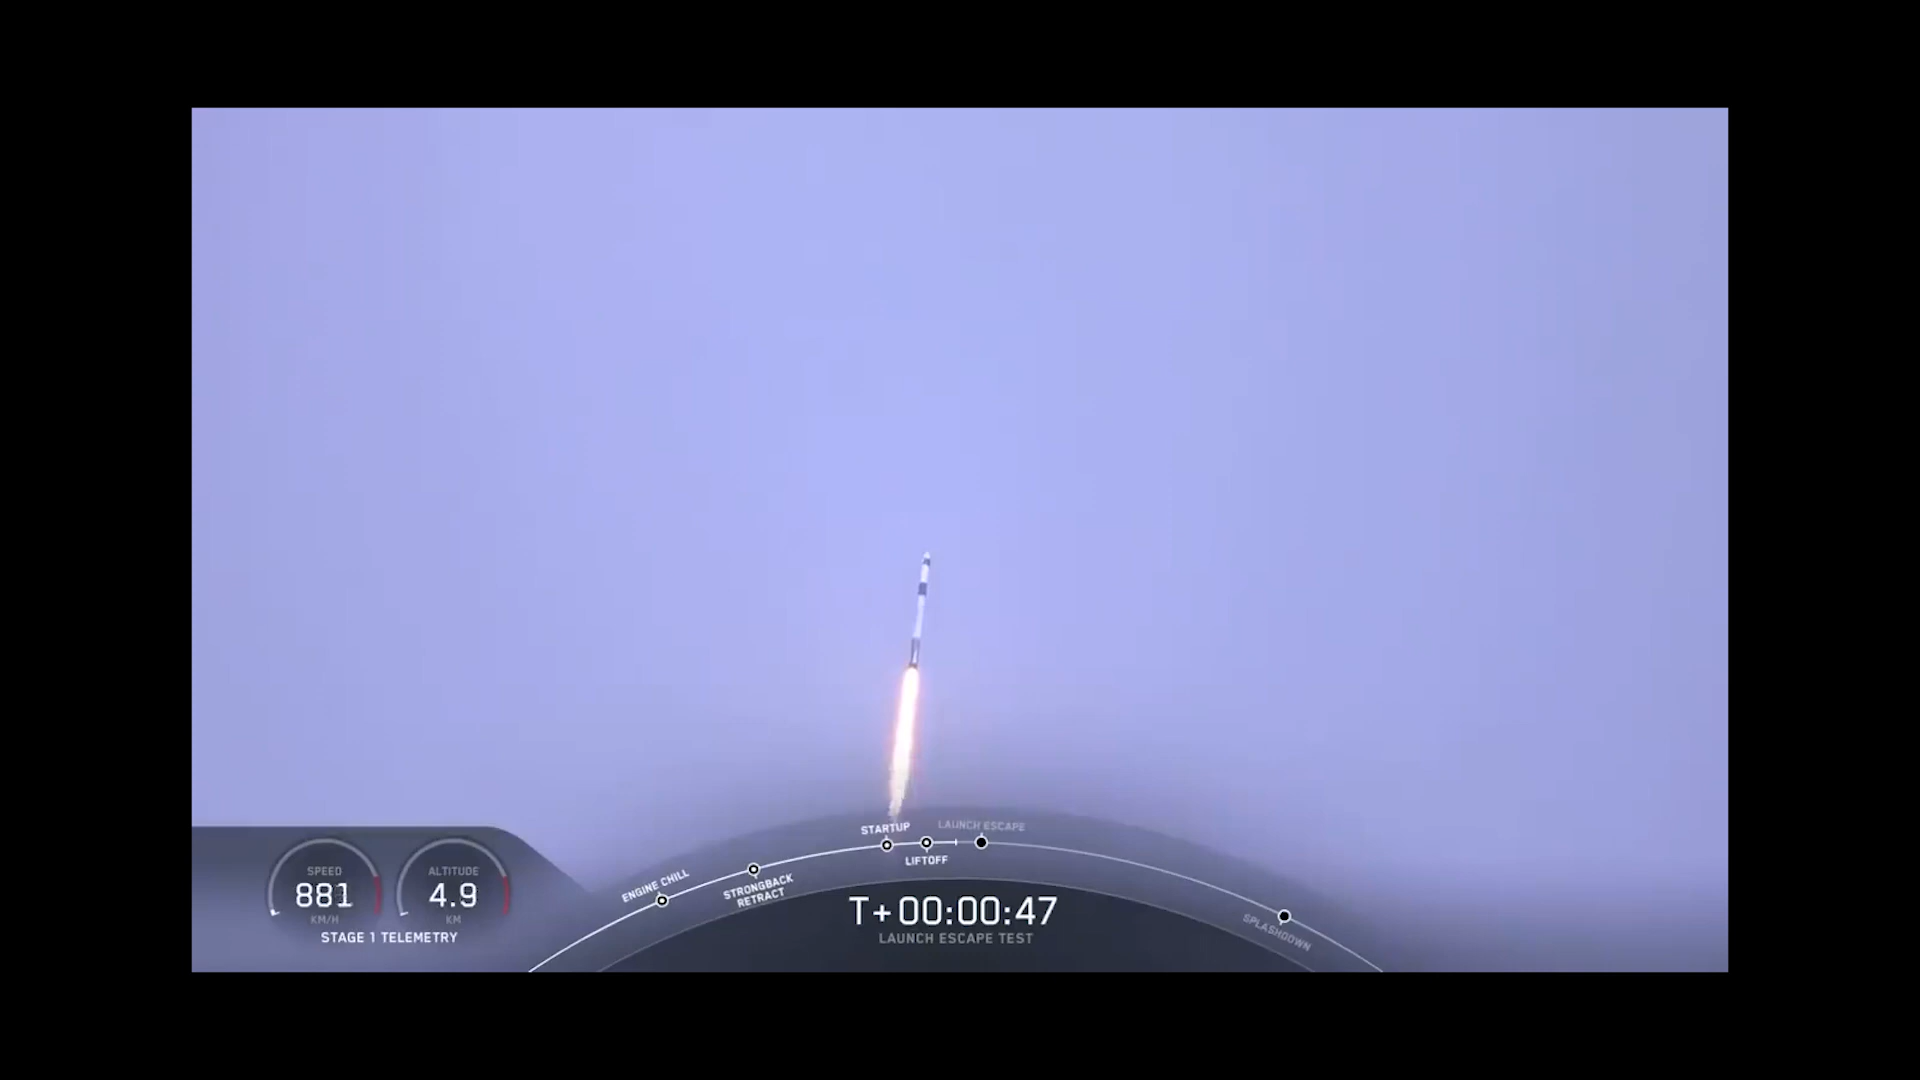 STARTUP
LAUNCH ESCAPE
LIFTOFF
ENGINE CHILL
STRONGBACK
RETRACT
SPLASHDOWN
SPEED
881
KM/H
ALTITUDE
4.9
KM
STAGE 1 TELEMETRY
T+00:00:47
LAUNCH ESCAPE TEST